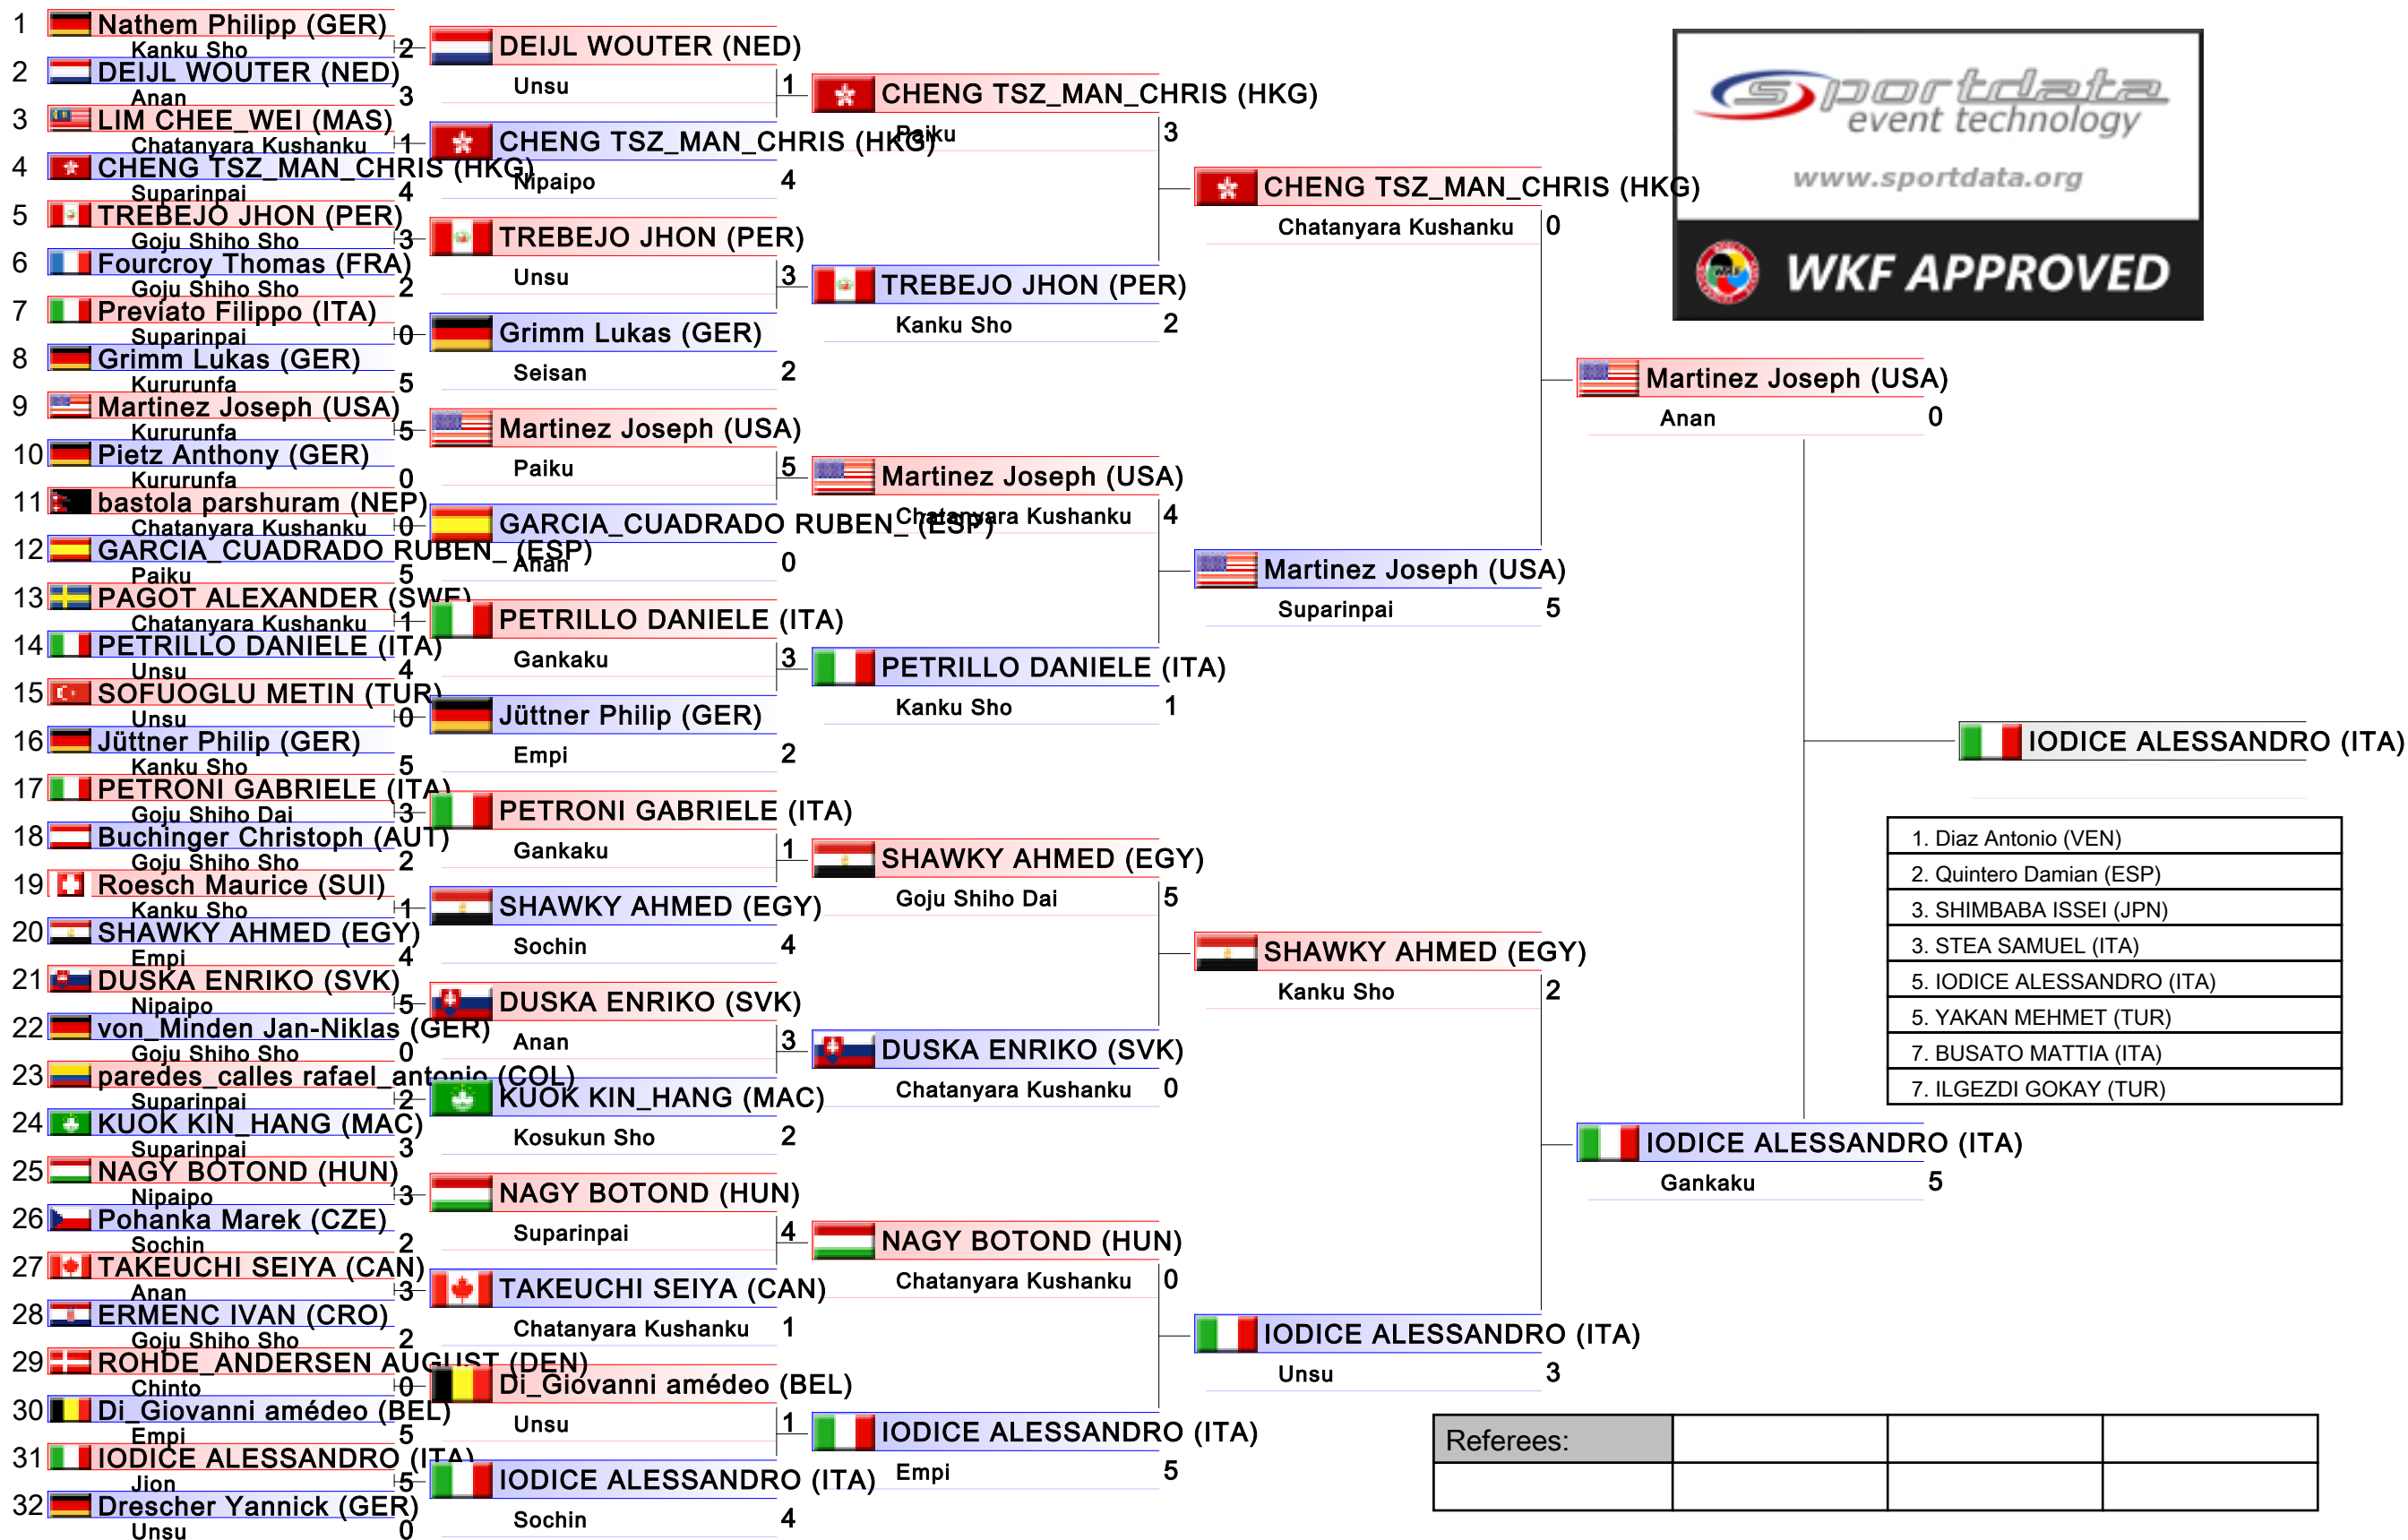 1 Nathem Philipp (GER)
Kanku Sho 2
2 DEIJL WOUTER (NED)
Anan 3
3 LIM CHEE_WEI (MAS)
Chatanyara Kushanku 1
4 CHENG TSZ_MAN_CHRIS (HKG)
Suparinpai 4
5 TREBEJO JHON (PER)
Goju Shiho Sho 3
6 Fourcroy Thomas (FRA)
Goju Shiho Sho 2
7 Previato Filippo (ITA)
Suparinpai 0
8 Grimm Lukas (GER)
Kururunfa 5
9 Martinez Joseph (USA)
Kururunfa 5
10 Pietz Anthony (GER)
Kururunfa 0
11 bastola parshuram (NEP)
Chatanyara Kushanku 0
12 GARCIA_CUADRADO RUBEN_ (ESP)
Paiku 5
13 PAGOT ALEXANDER (SWE)
Chatanyara Kushanku 1
14 PETRILLO DANIELE (ITA)
Unsu 4
15 SOFUOGLU METIN (TUR)
Unsu 0
16 Jüttner Philip (GER)
Kanku Sho 5
17 PETRONI GABRIELE (ITA)
Goju Shiho Dai 3
18 Buchinger Christoph (AUT)
Goju Shiho Sho 2
19 Roesch Maurice (SUI)
Kanku Sho 1
20 SHAWKY AHMED (EGY)
Empi 4
21 DUSKA ENRIKO (SVK)
Nipaipo 5
22 von_Minden Jan-Niklas (GER)
Goju Shiho Sho 0
23 paredes_calles rafael_antonio (COL)
Suparinpai 2
24 KUOK KIN_HANG (MAC)
Suparinpai 3
25 NAGY BOTOND (HUN)
Nipaipo 3
26 Pohanka Marek (CZE)
Sochin 2
27 TAKEUCHI SEIYA (CAN)
Anan 3
28 ERMENC IVAN (CRO)
Goju Shiho Sho 2
29 ROHDE_ANDERSEN AUGUST (DEN)
Chinto 0
30 Di_Giovanni amédeo (BEL)
Empi 5
31 IODICE ALESSANDRO (ITA)
Jion 5
32 Drescher Yannick (GER)
Unsu 0
DEIJL WOUTER (NED)
Unsu 1
CHENG TSZ_MAN_CHRIS (HKG)
Nipaipo 4
TREBEJO JHON (PER)
Unsu 3
Grimm Lukas (GER)
Seisan 2
Martinez Joseph (USA)
Paiku 5
GARCIA_CUADRADO RUBEN_ (ESP)
Anan 0
PETRILLO DANIELE (ITA)
Gankaku 3
Jüttner Philip (GER)
Empi 2
PETRONI GABRIELE (ITA)
Gankaku 1
SHAWKY AHMED (EGY)
Sochin 4
DUSKA ENRIKO (SVK)
Anan 3
KUOK KIN_HANG (MAC)
Kosukun Sho 2
NAGY BOTOND (HUN)
Suparinpai 4
TAKEUCHI SEIYA (CAN)
Chatanyara Kushanku 1
Di_Giovanni amédeo (BEL)
Unsu 1
IODICE ALESSANDRO (ITA)
Sochin 4
CHENG TSZ_MAN_CHRIS (HKG)
Paiku 3
TREBEJO JHON (PER)
Kanku Sho 2
Martinez Joseph (USA)
Chatanyara Kushanku 4
PETRILLO DANIELE (ITA)
Kanku Sho 1
SHAWKY AHMED (EGY)
Goju Shiho Dai 5
DUSKA ENRIKO (SVK)
Chatanyara Kushanku 0
NAGY BOTOND (HUN)
Chatanyara Kushanku 0
IODICE ALESSANDRO (ITA)
Empi 5
CHENG TSZ_MAN_CHRIS (HKG)
Chatanyara Kushanku 0
Martinez Joseph (USA)
Suparinpai 5
SHAWKY AHMED (EGY)
Kanku Sho 2
IODICE ALESSANDRO (ITA)
Unsu 3
Martinez Joseph (USA)
Anan 0
IODICE ALESSANDRO (ITA)
Gankaku 5
IODICE ALESSANDRO (ITA)
sportdata
event technology
www.sportdata.org
WKF
WKF APPROVED
1. Diaz Antonio (VEN)
2. Quintero Damian (ESP)
3. SHIMBABA ISSEI (JPN)
3. STEA SAMUEL (ITA)
5. IODICE ALESSANDRO (ITA)
5. YAKAN MEHMET (TUR)
7. BUSATO MATTIA (ITA)
7. ILGEZDI GOKAY (TUR)
Referees: